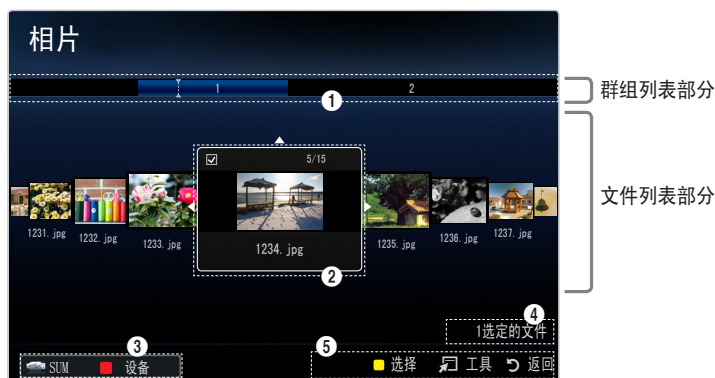 相片
1 2
①
群组列表部分
5/15
文件列表部分
1231. jpg 1232. jpg 1233. jpg 1234. jpg 1235. jpg 1236. jpg 1237. jpg
②
④
1选定的文件
③ ⑤
SUM 设备 选择 工具 返回